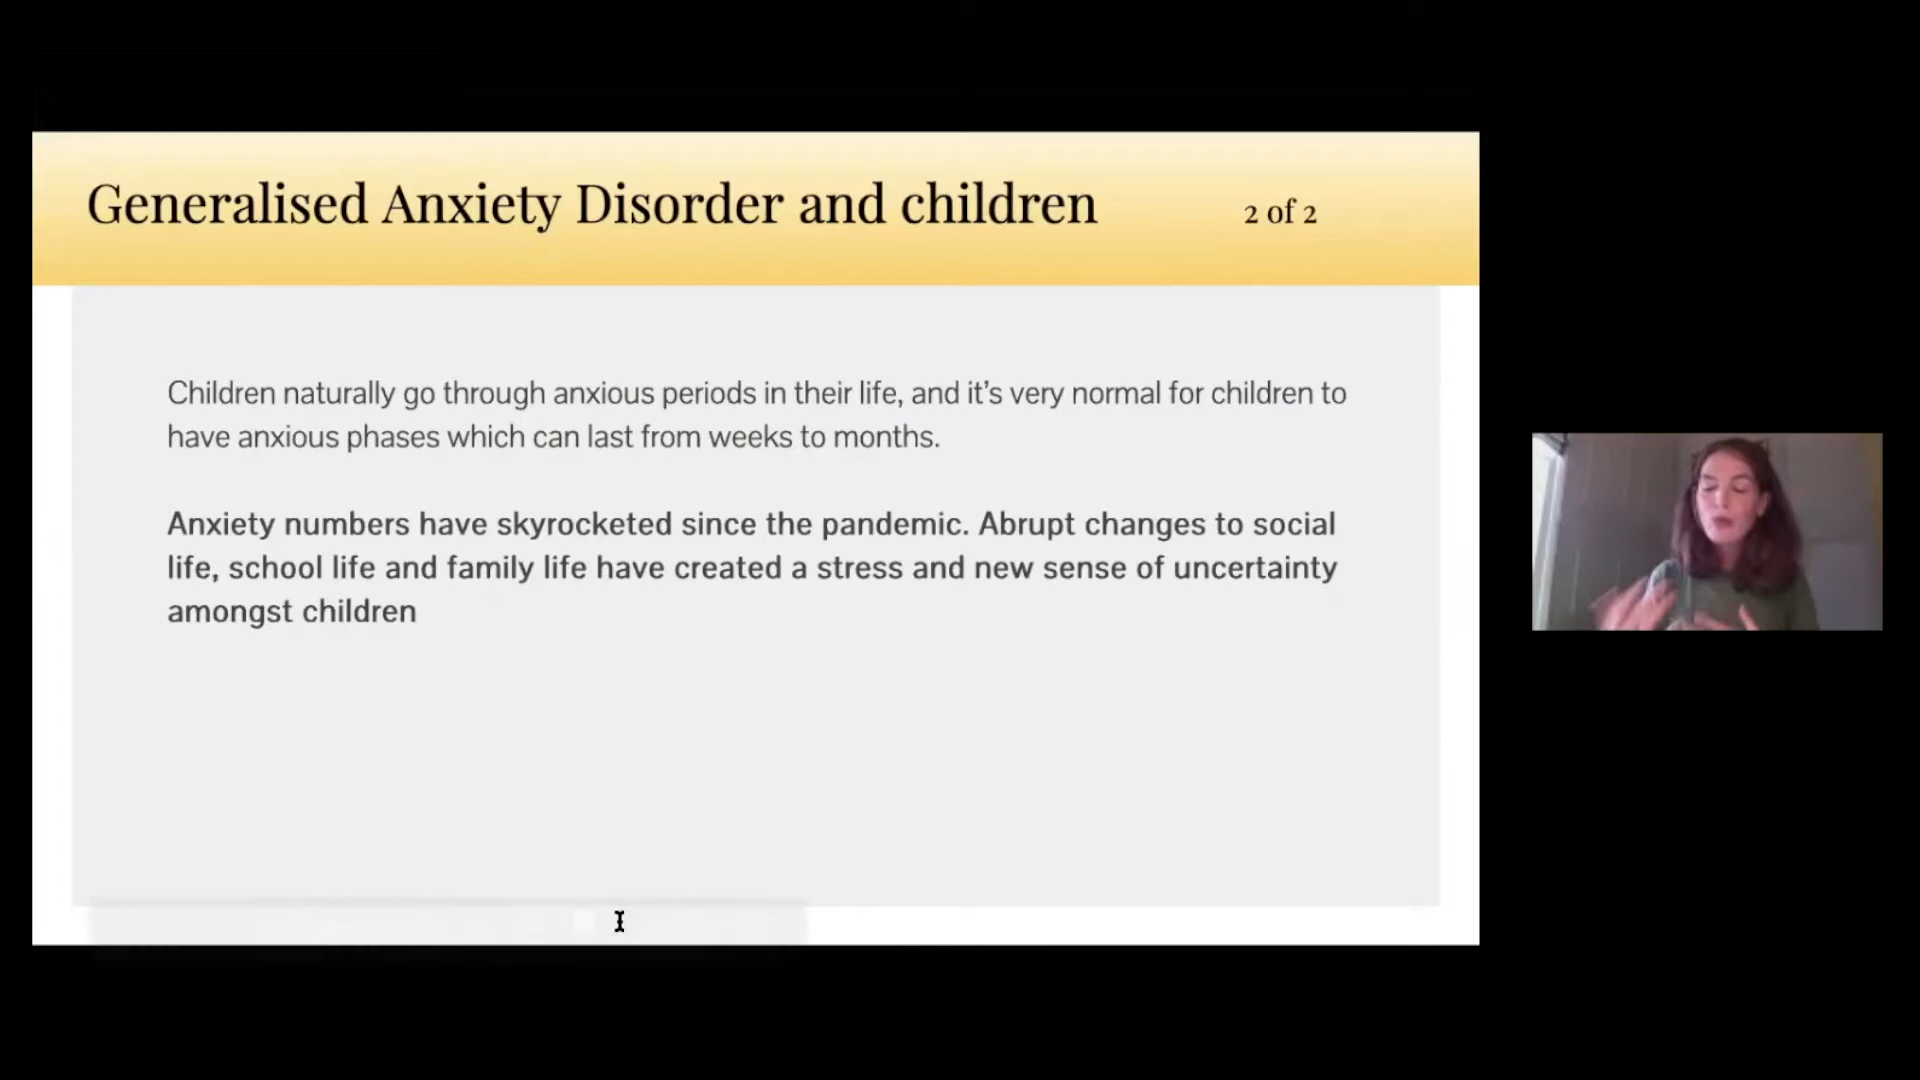 Generalised Anxiety Disorder and children 2 of 2
Children naturally go through anxious periods in their life, and it's very normal for children to
have anxious phases which can last from weeks to months.
Anxiety numbers have skyrocketed since the pandemic. Abrupt changes to social
life, school life and family life have created a stress and new sense of uncertainty
amongst children